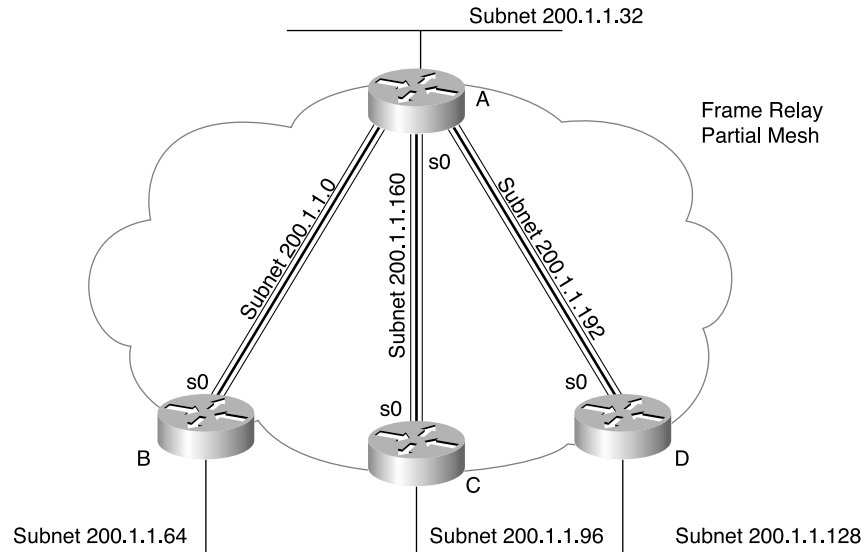 Subnet 200.1.1.32
A
Frame Relay
Partial Mesh
s0
Subnet 200.1.1.0
Subnet 200.1.1.160
Subnet 200.1.1.192
s0
s0
s0
B
C
D
Subnet 200.1.1.64
Subnet 200.1.1.96
Subnet 200.1.1.128